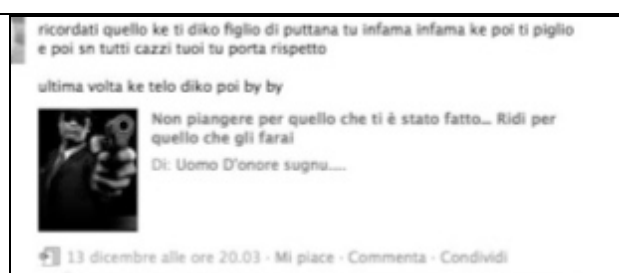 ricordati quello ke ti diko figlio di puttana tu infama infama ke poi ti piglio
e poi sn tutti cazzi tuoi tu porta rispetto
ultima volta ke telo diko poi by by
Non piangere per quello che ti è stato fatto... Ridi per
quello che gli farai
Di: Uomo D'onore sugnu....
13 dicembre alle ore 20.03 · Mi piace · Commenta · Condividi